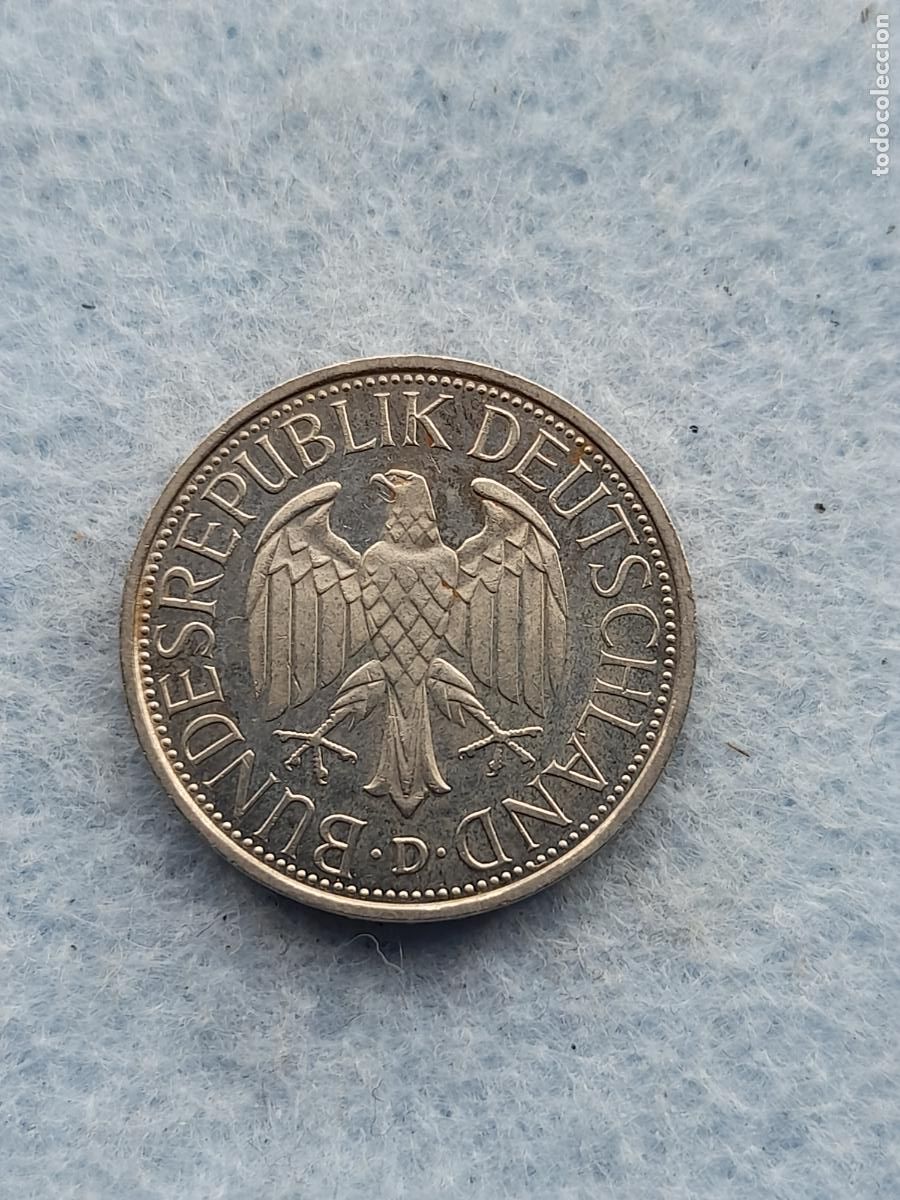 BUNDESREPUBLIK DEUTSCHLAND
· D ·
todocoleccion